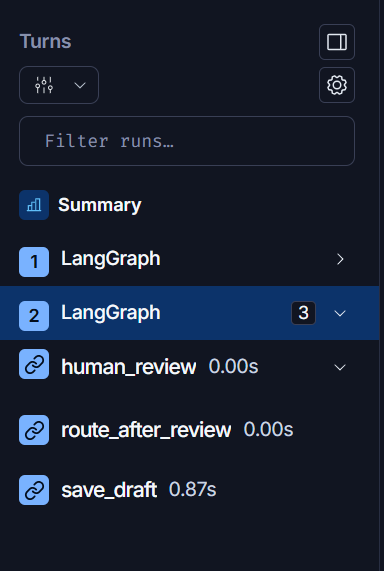 Turns
Filter runs…
Summary
1 LangGraph
2 LangGraph 3
human_review 0.00s
route_after_review 0.00s
save_draft 0.87s